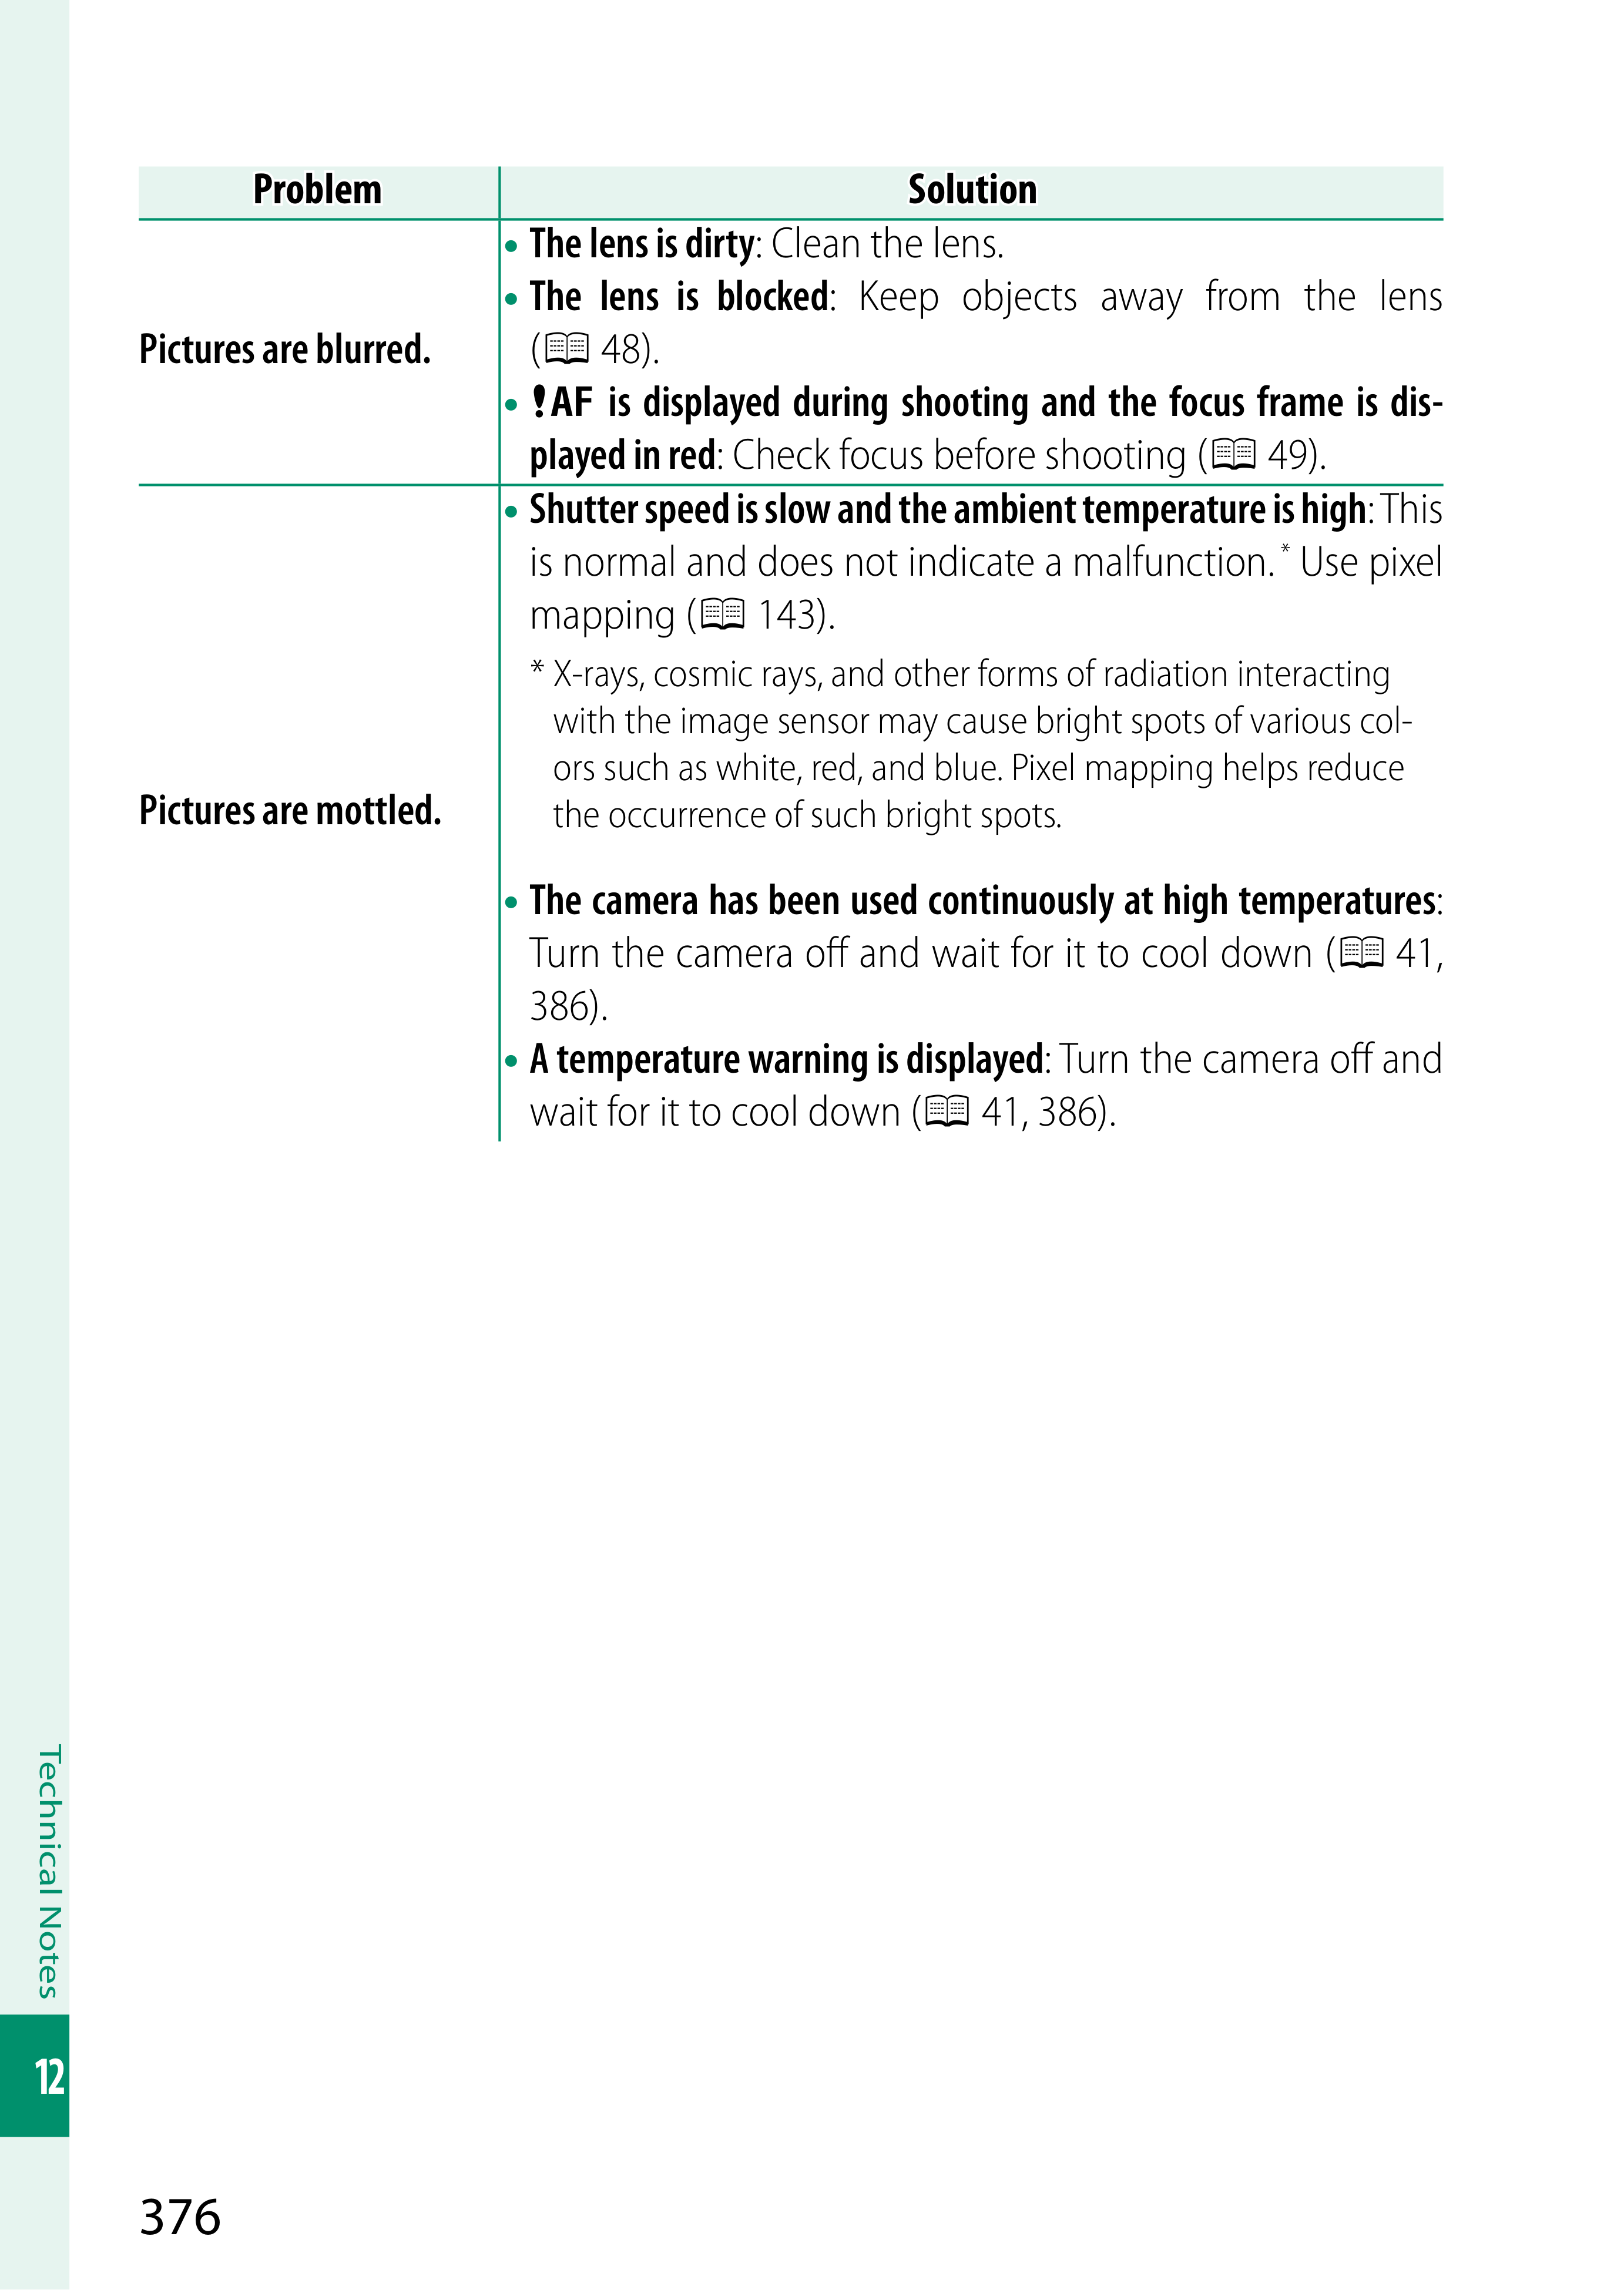 Problem
Solution
Pictures are blurred.
• The lens is dirty: Clean the lens.
• The lens is blocked: Keep objects away from the lens
(📖 48).
• !AF is displayed during shooting and the focus frame is dis-
played in red: Check focus before shooting (📖 49).
Pictures are mottled.
• Shutter speed is slow and the ambient temperature is high: This
is normal and does not indicate a malfunction.* Use pixel
mapping (📖 143).
* X-rays, cosmic rays, and other forms of radiation interacting
with the image sensor may cause bright spots of various col-
ors such as white, red, and blue. Pixel mapping helps reduce
the occurrence of such bright spots.
• The camera has been used continuously at high temperatures:
Turn the camera off and wait for it to cool down (📖 41,
386).
• A temperature warning is displayed: Turn the camera off and
wait for it to cool down (📖 41, 386).
Technical Notes
12
376